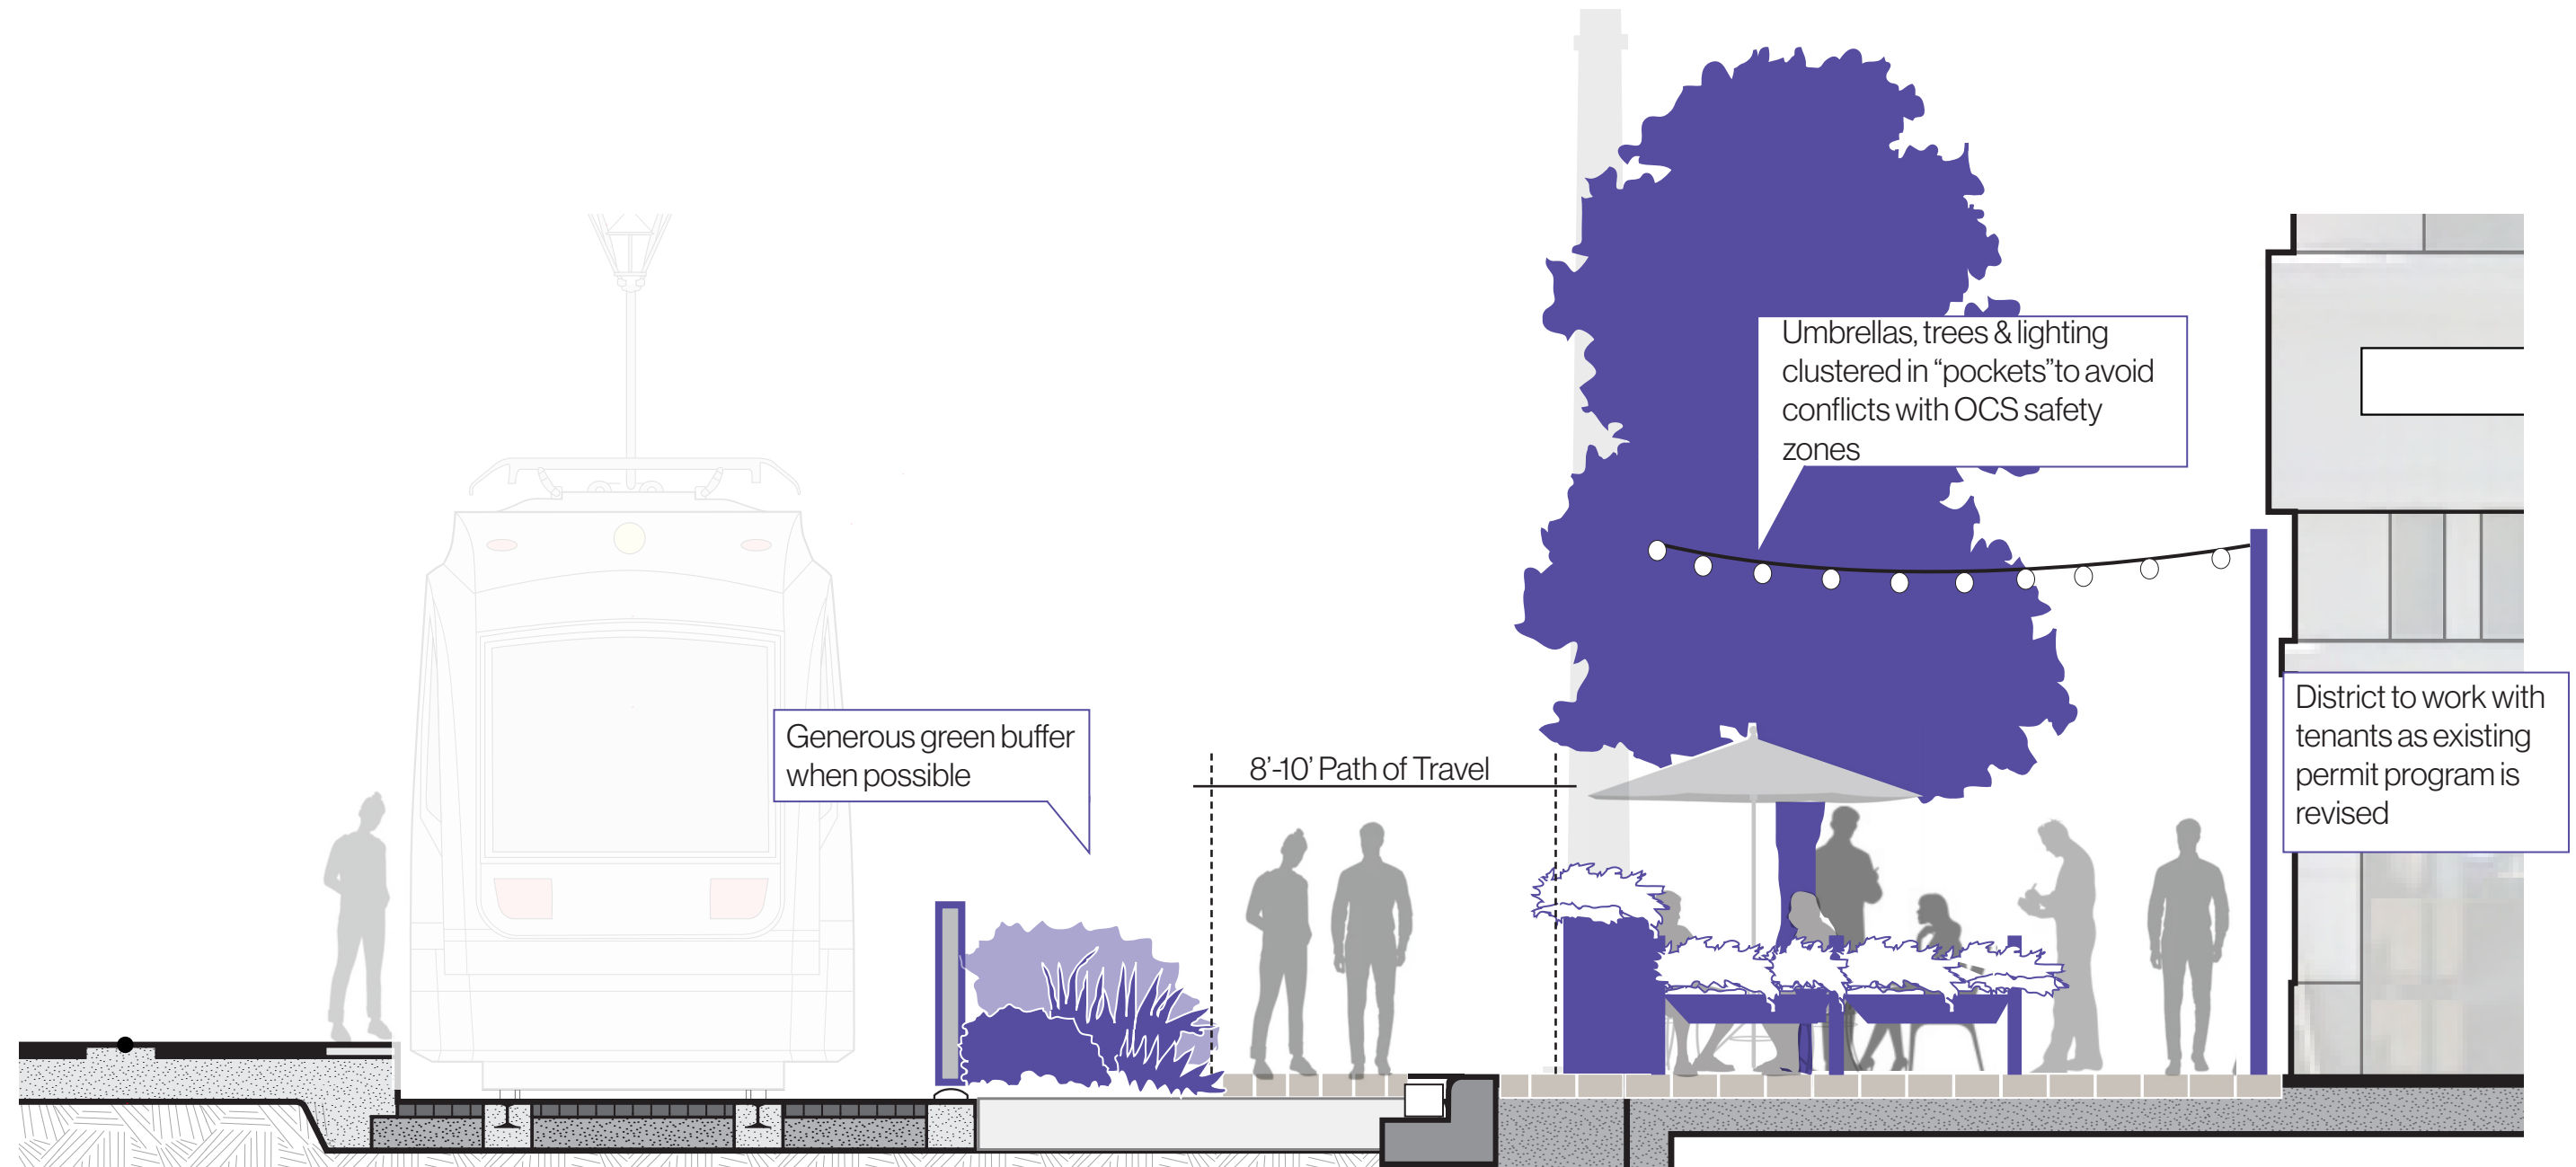 Umbrellas, trees & lighting
clustered in “pockets”to avoid
conflicts with OCS safety
zones
District to work with
tenants as existing
permit program is
revised
Generous green buffer
when possible
8’-10’ Path of Travel